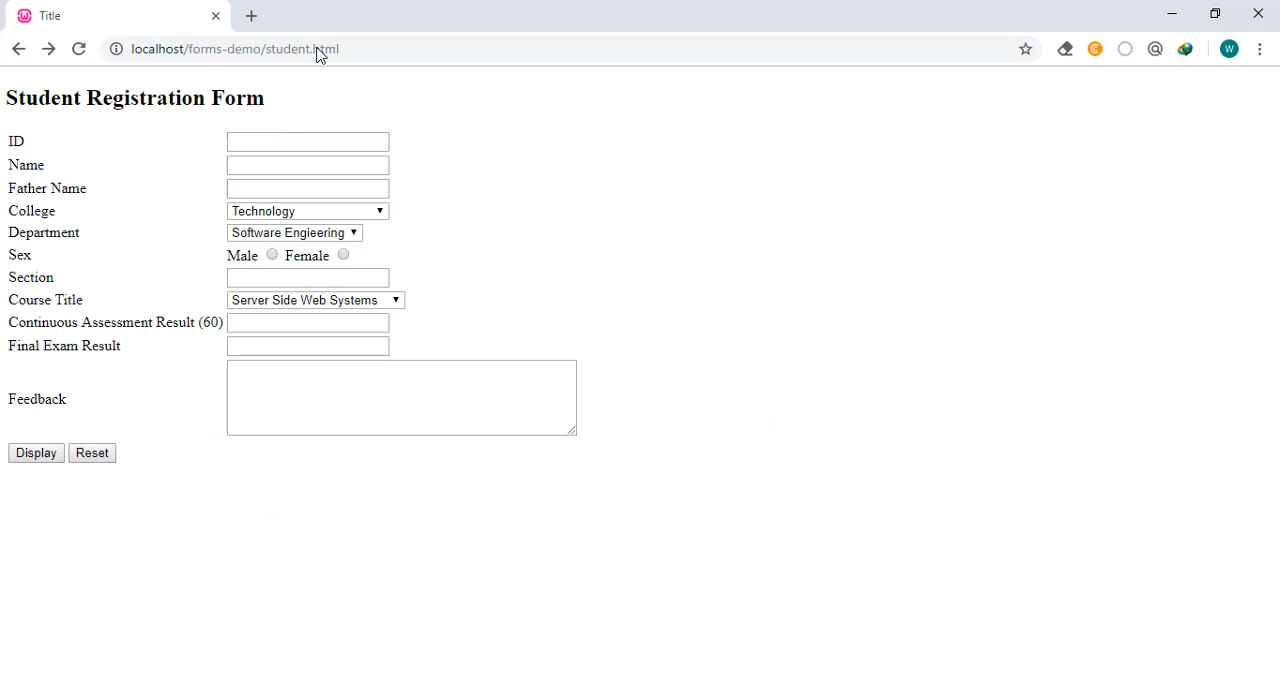 Title
localhost/forms-demo/student.html
W
Student Registration Form
ID
Name
Father Name
College Technology
Department Software Engieering
Sex Male Female
Section
Course Title Server Side Web Systems
Continuous Assessment Result (60)
Final Exam Result
Feedback
Display Reset